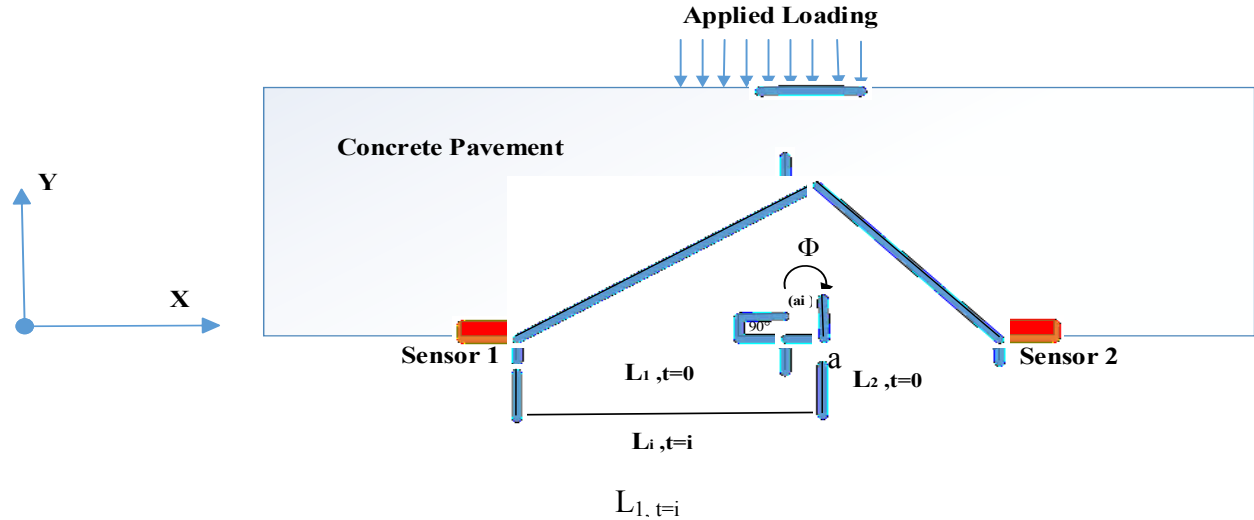 Applied Loading
Concrete Pavement
Y
X
Φ
(ai )
90°
a
Sensor 1
Sensor 2
L₁ ,t=0
L₂ ,t=0
Lᵢ ,t=i
L₁, t=i